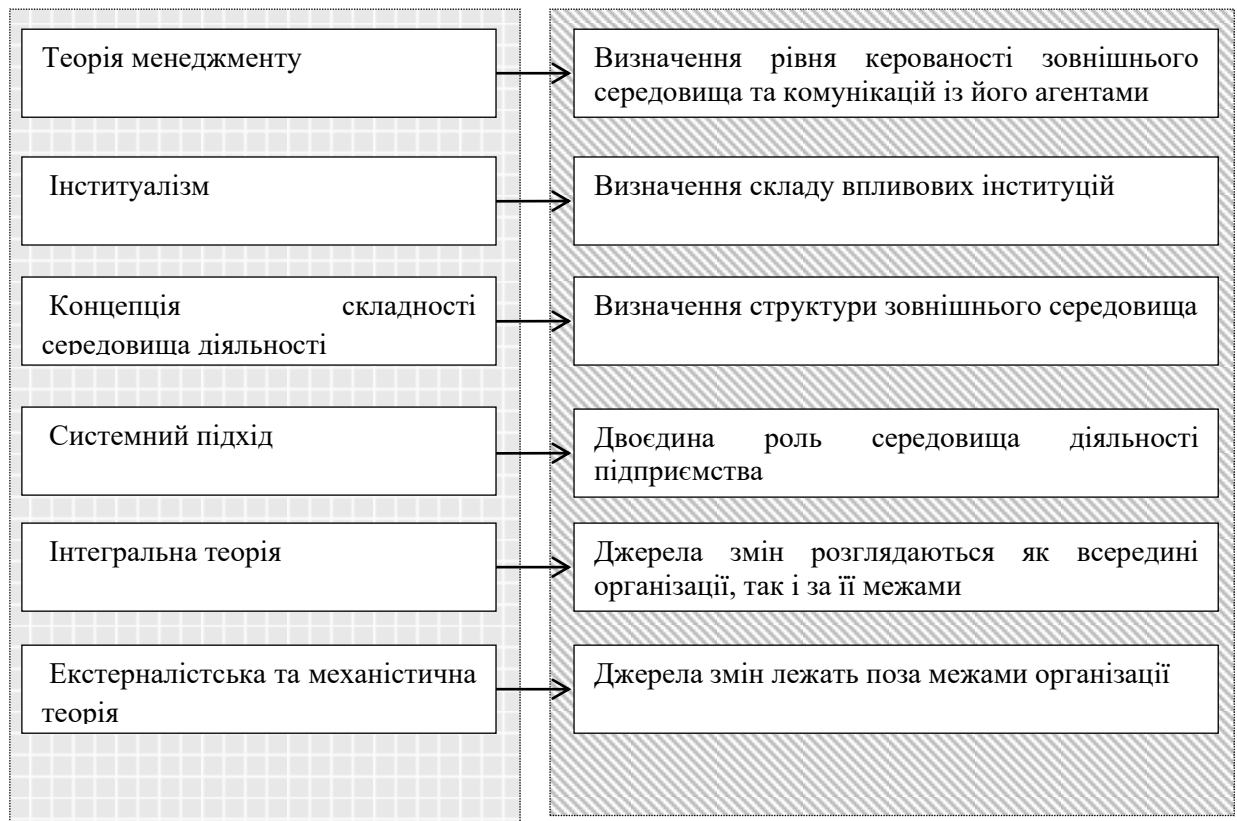 Теорія менеджменту
Визначення рівня керованості зовнішнього
середовища та комунікацій із його агентами
Інституалізм
Визначення складу впливових інституцій
Концепція складності
середовища діяльності
Визначення структури зовнішнього середовища
Системний підхід
Двоєдина роль середовища діяльності
підприємства
Інтегральна теорія
Джерела змін розглядаються як всередині
організації, так і за її межами
Екстерналістська та механістична
теорія
Джерела змін лежать поза межами організації